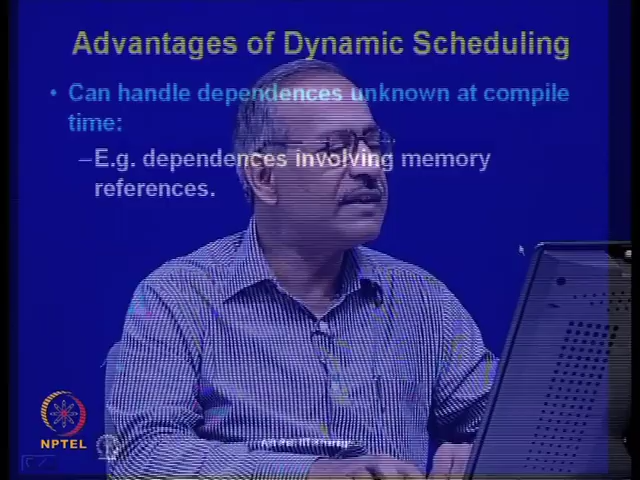 Advantages of Dynamic Scheduling
• Can handle dependences unknown at compile
time:
–E.g. dependences involving memory
references.
NPTEL